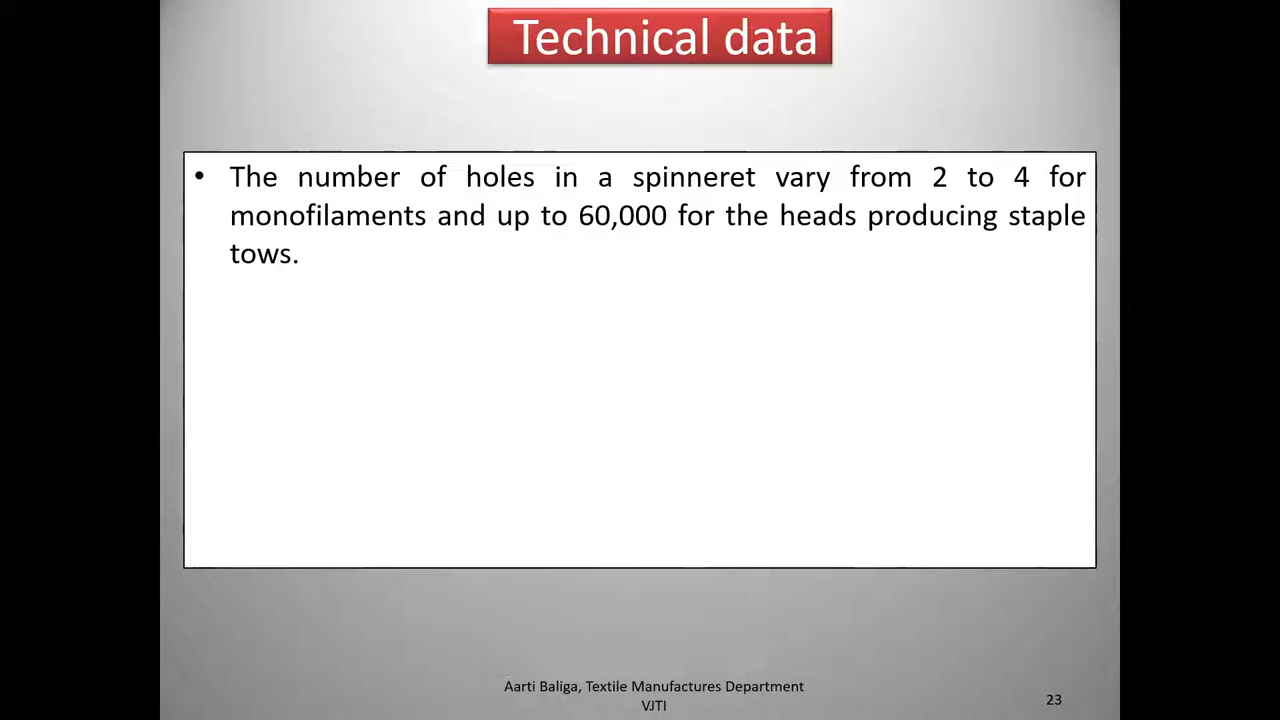 Technical data
• The number of holes in a spinneret vary from 2 to 4 for
monofilaments and up to 60,000 for the heads producing staple
tows.
Aarti Baliga, Textile Manufactures Department
VJTI
23